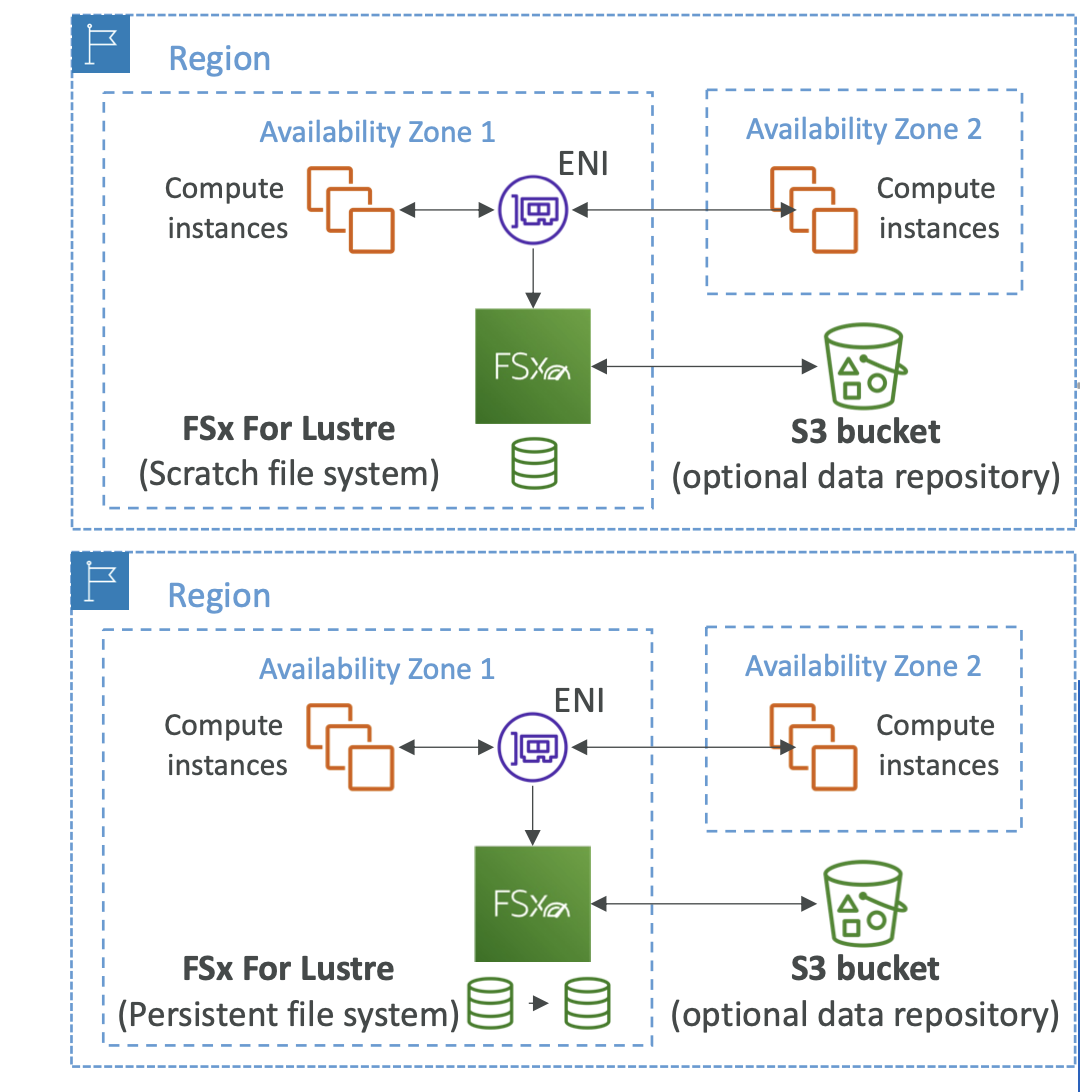 Region
Availability Zone 1
Availability Zone 2
ENI
Compute
instances
Compute
instances
FSx
FSx For Lustre
(Scratch file system)
S3 bucket
(optional data repository)
Region
Availability Zone 1
Availability Zone 2
ENI
Compute
instances
Compute
instances
FSx
FSx For Lustre
(Persistent file system)
S3 bucket
(optional data repository)